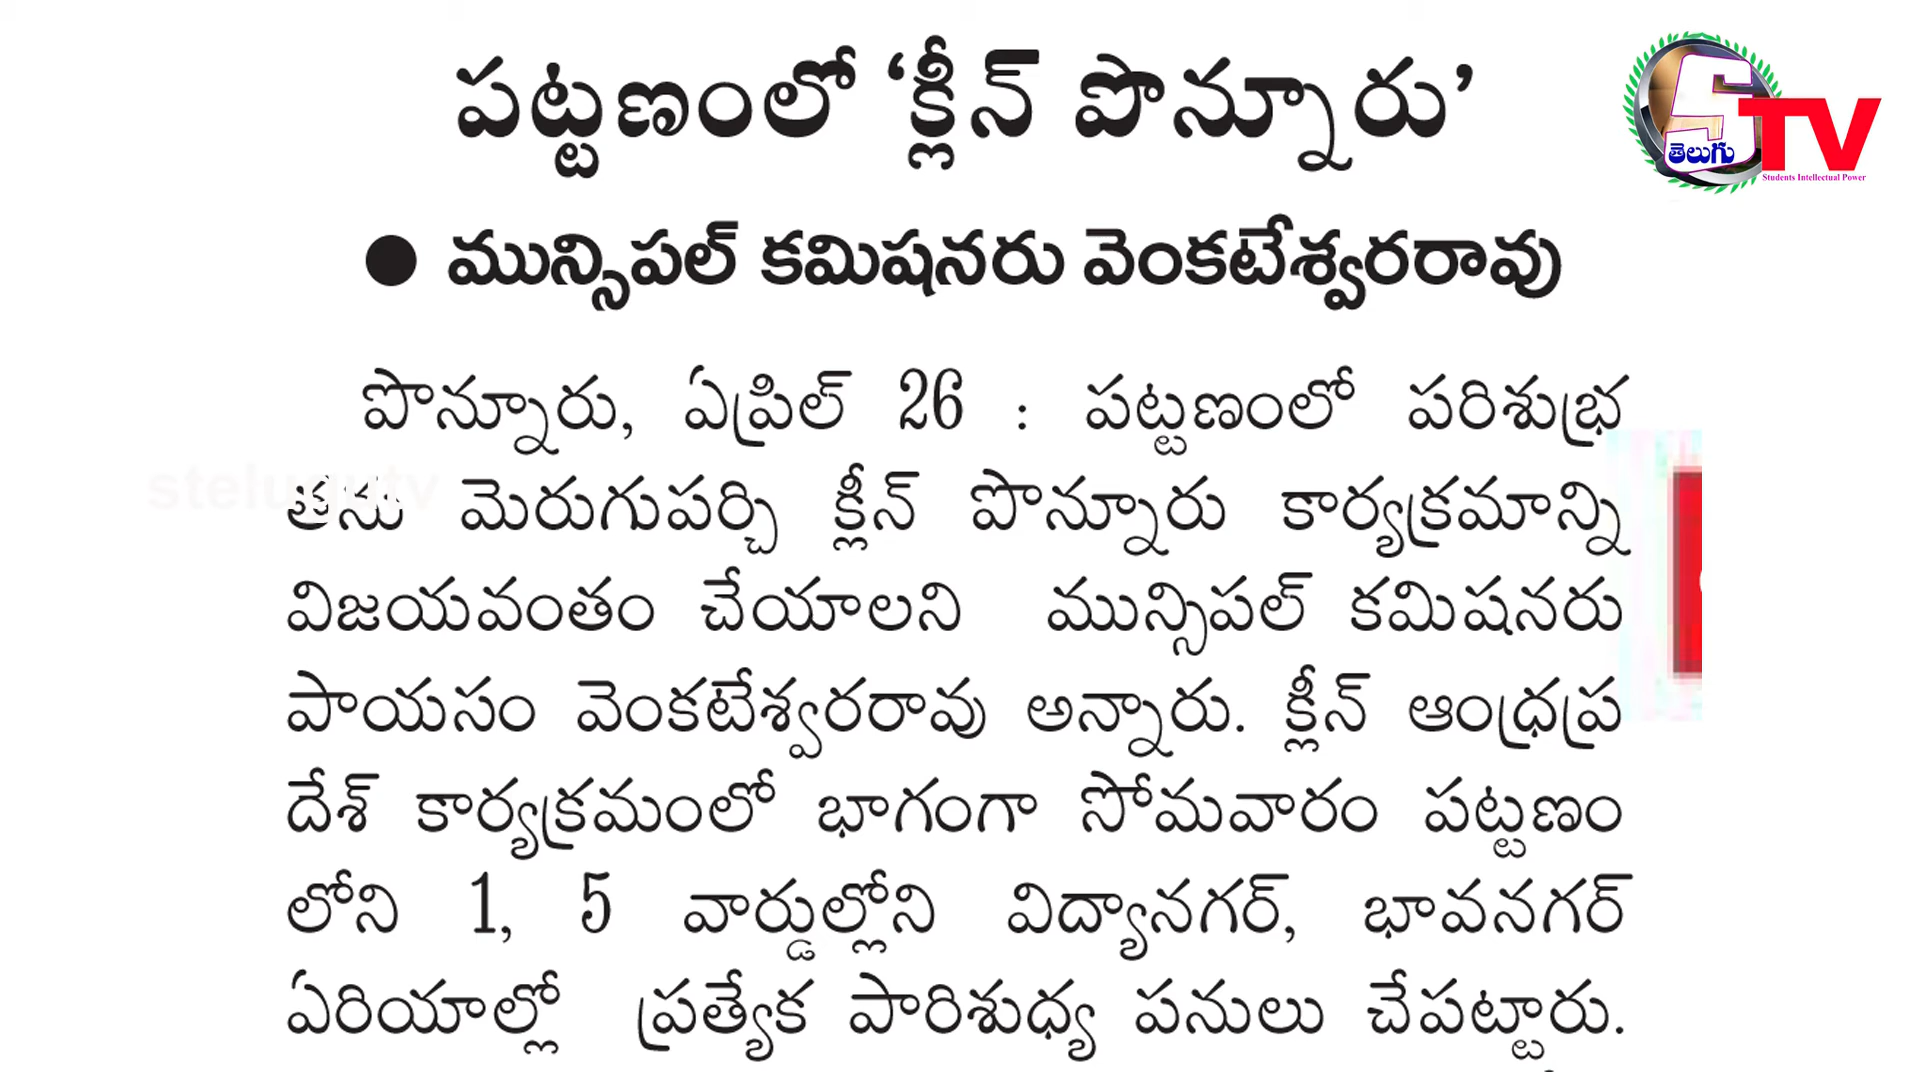 పట్టణంలో ‘క్లీన్ పొన్నూరు’
● మున్సిపల్ కమిషనరు వెంకటేశ్వరరావు
S TV
తెలుగు
Students Intellectual Power
పొన్నూరు, ఏప్రిల్ 26 : పట్టణంలో పరిశుభ్ర
stelugutv
తను మెరుగుపర్చి క్లీన్ పొన్నూరు కార్యక్రమాన్ని
విజయవంతం చేయాలని మున్సిపల్ కమిషనరు
పాయసం వెంకటేశ్వరరావు అన్నారు. క్లీన్ ఆంధ్రప్ర
దేశ్ కార్యక్రమంలో భాగంగా సోమవారం పట్టణం
లోని 1, 5 వార్డుల్లోని విద్యానగర్, భావనగర్
ఏరియాల్లో ప్రత్యేక పారిశుధ్య పనులు చేపట్టారు.